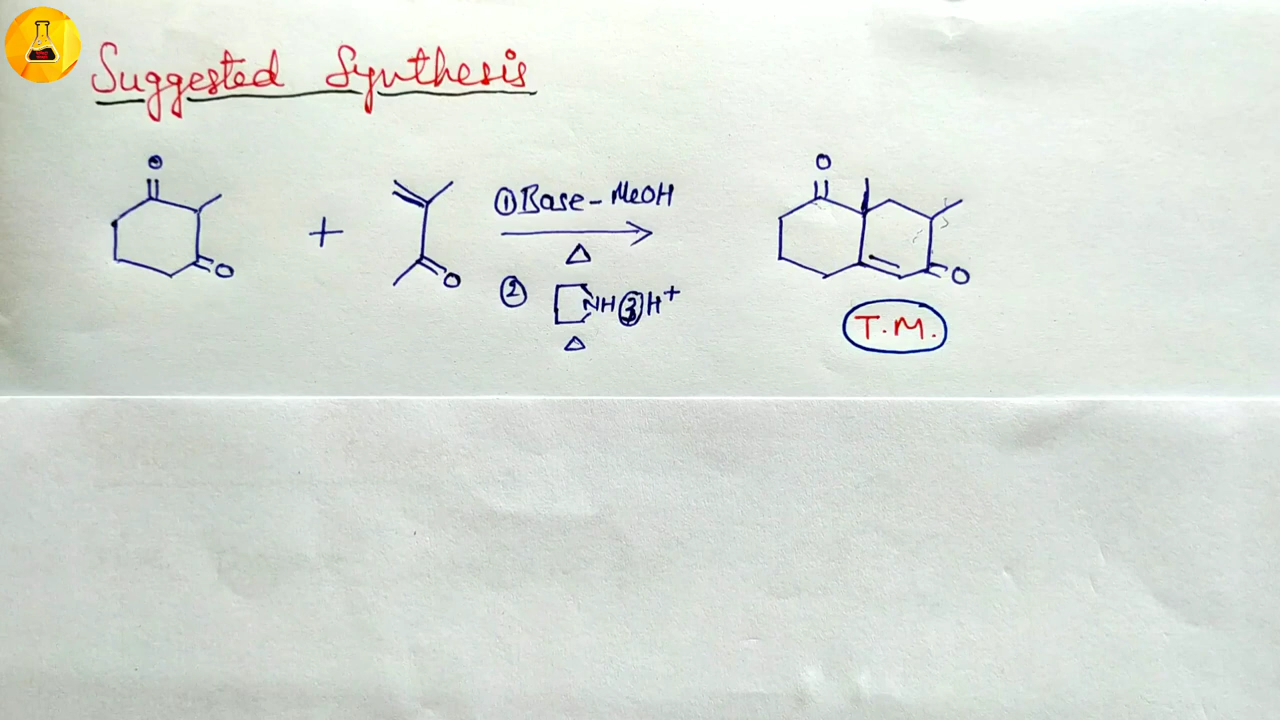 Suggested Synthesis
O
O
+
O
① Base - MeOH
△
② NH ③ H⁺
△
O
O
T.M.